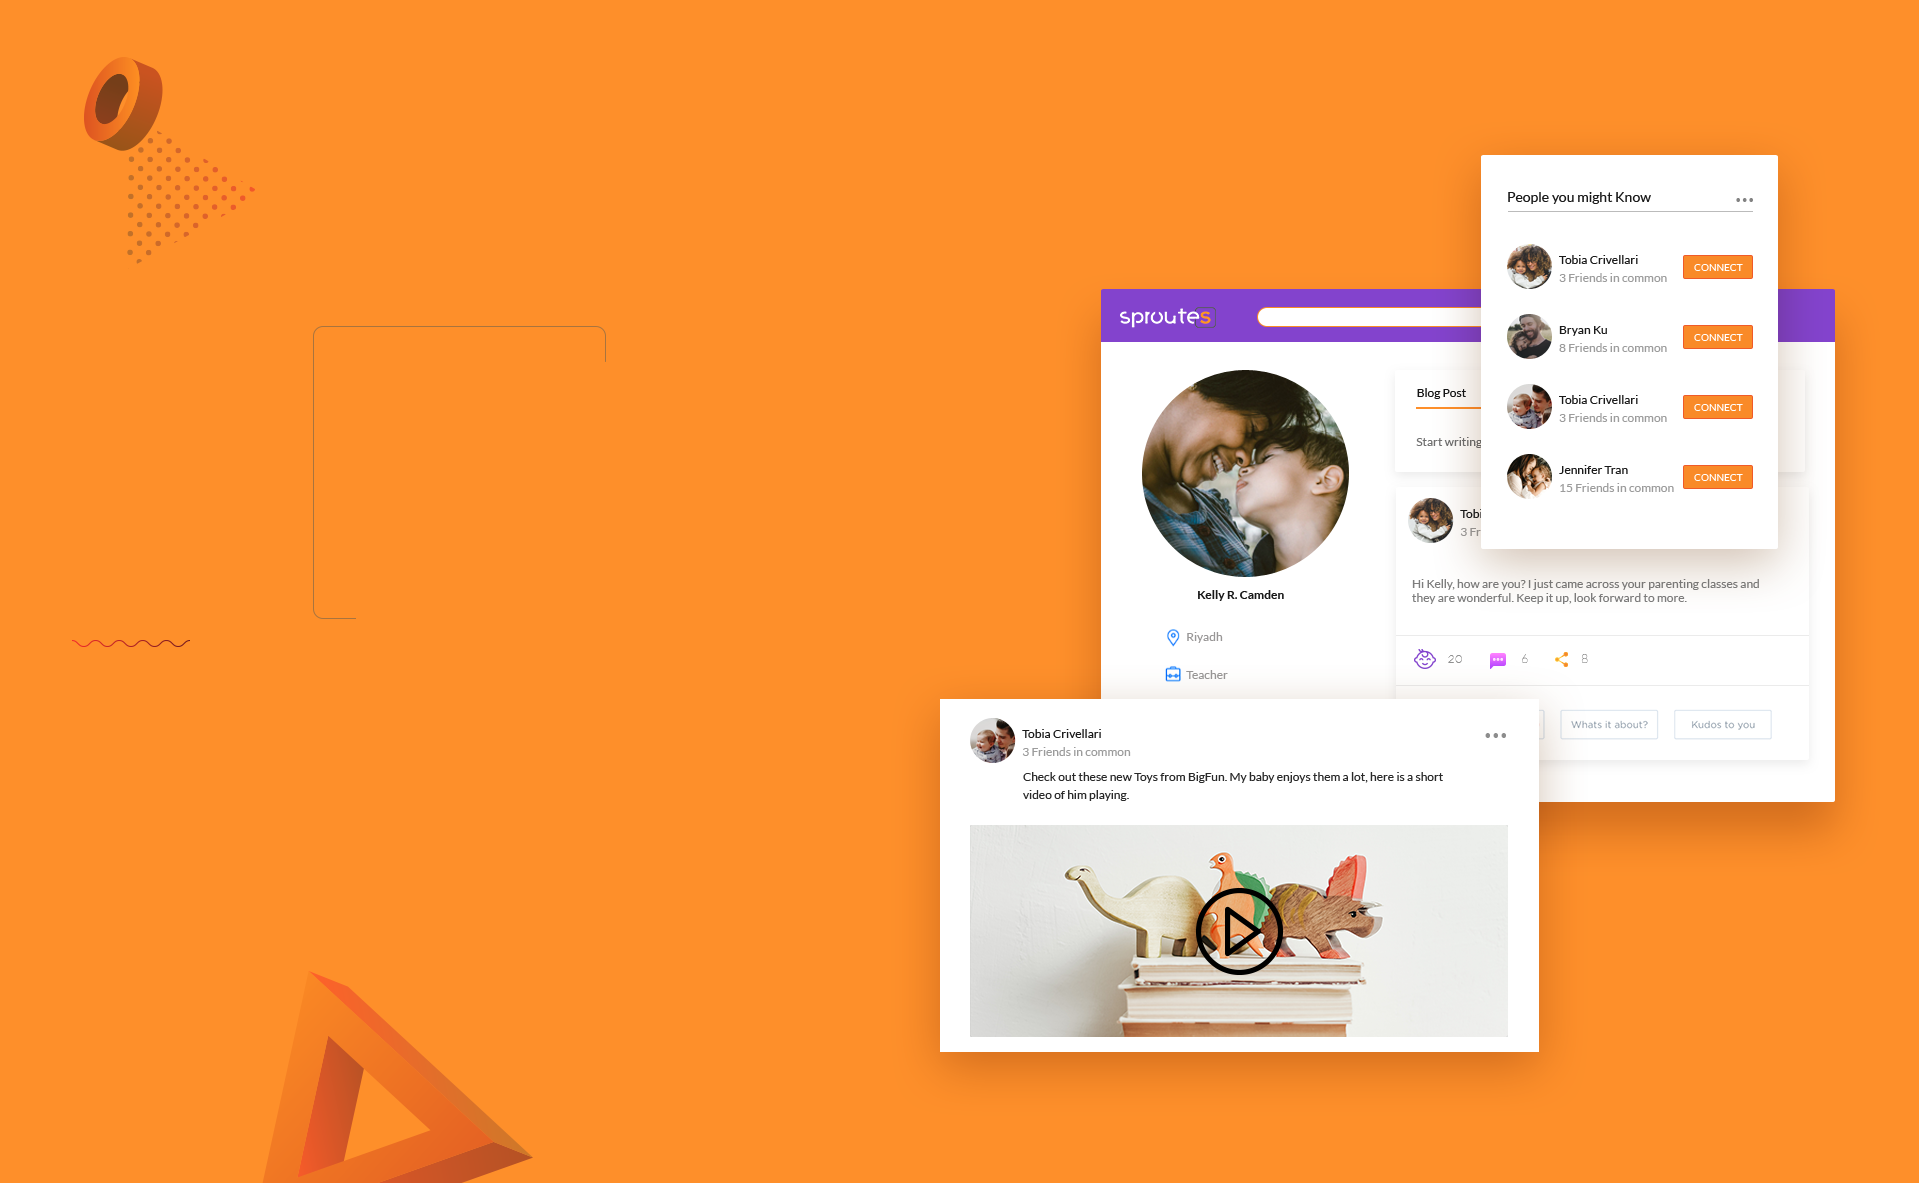 People you might Know
Tobia Crivellari
3 Friends in common
CONNECT
Bryan Ku
8 Friends in common
CONNECT
Tobia Crivellari
3 Friends in common
CONNECT
Jennifer Tran
15 Friends in common
CONNECT
sproutes
Blog Post
Start writing
Tobi
3 Fr
Hi Kelly, how are you? I just came across your parenting classes and
they are wonderful. Keep it up, look forward to more.
20 6 8
Whats it about? Kudos to you
Kelly R. Camden
Riyadh
Teacher
Tobia Crivellari
3 Friends in common
Check out these new Toys from BigFun. My baby enjoys them a lot, here is a short
video of him playing.